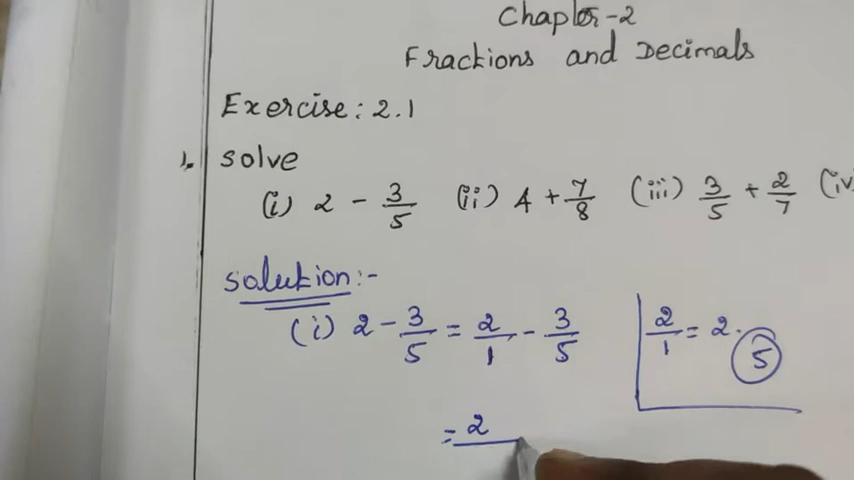 Chapter-2
Fractions and Decimals
Exercise: 2.1
1. solve
(i) 2 - 3/5 (ii) 4 + 7/8 (iii) 3/5 + 2/7 (iv
solution:-
(i) 2 - 3/5 = 2/1 - 3/5
2/1 = 2.
5
= 2